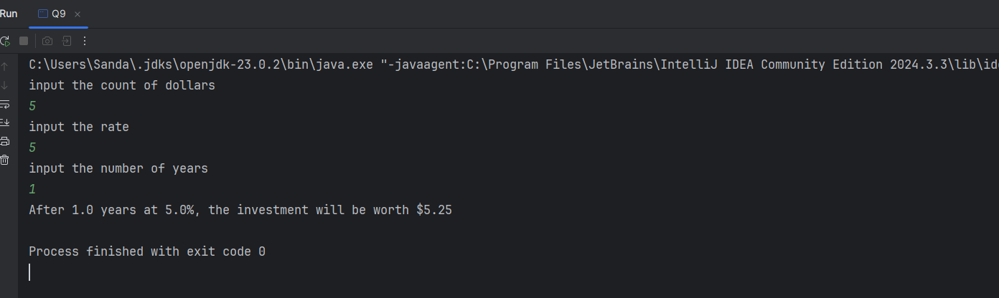 Run Q9
C:\Users\Sanda\.jdks\openjdk-23.0.2\bin\java.exe "-javaagent:C:\Program Files\JetBrains\IntelliJ IDEA Community Edition 2024.3.3\lib\id
input the count of dollars
5
input the rate
5
input the number of years
1
After 1.0 years at 5.0%, the investment will be worth $5.25
Process finished with exit code 0